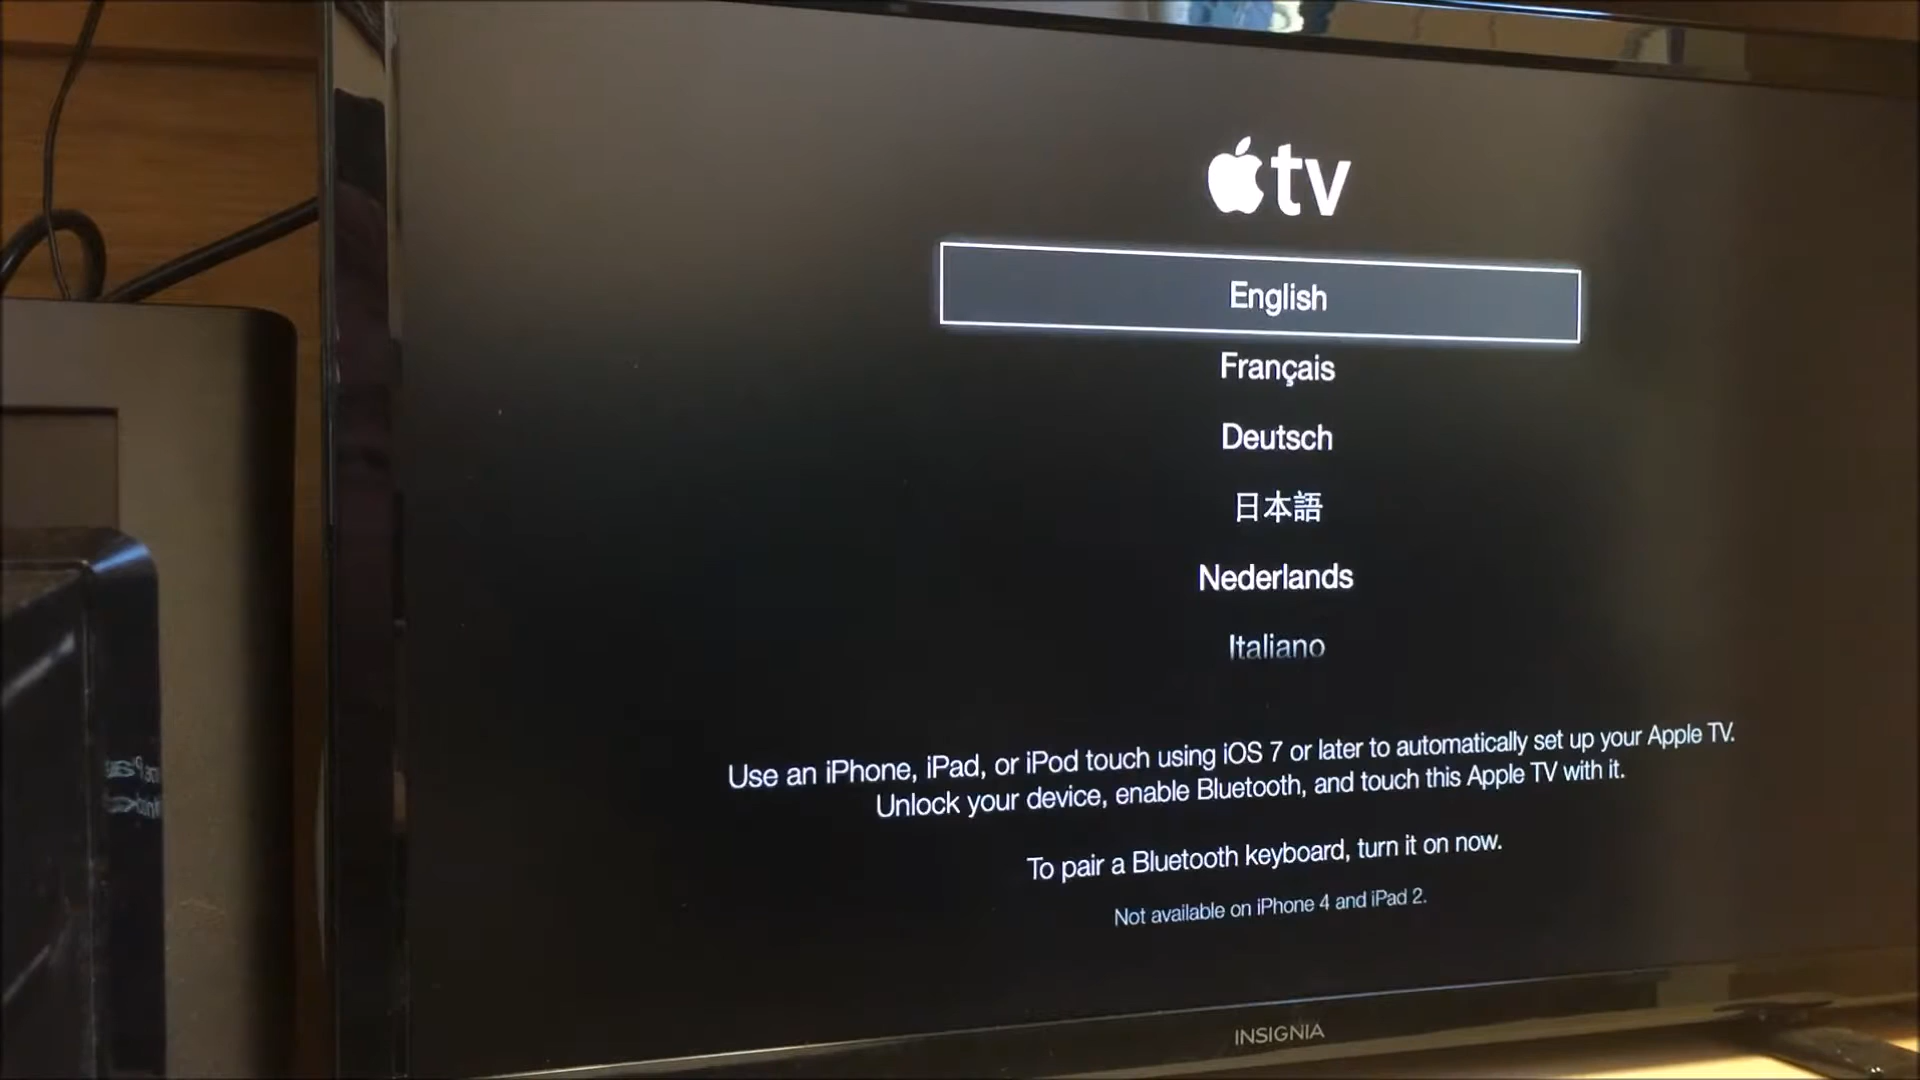 tv
English
Français
Deutsch
日本語
Nederlands
Italiano
Use an iPhone, iPad, or iPod touch using iOS 7 or later to automatically set up your Apple TV.
Unlock your device, enable Bluetooth, and touch this Apple TV with it.
To pair a Bluetooth keyboard, turn it on now.
Not available on iPhone 4 and iPad 2.
INSIGNIA